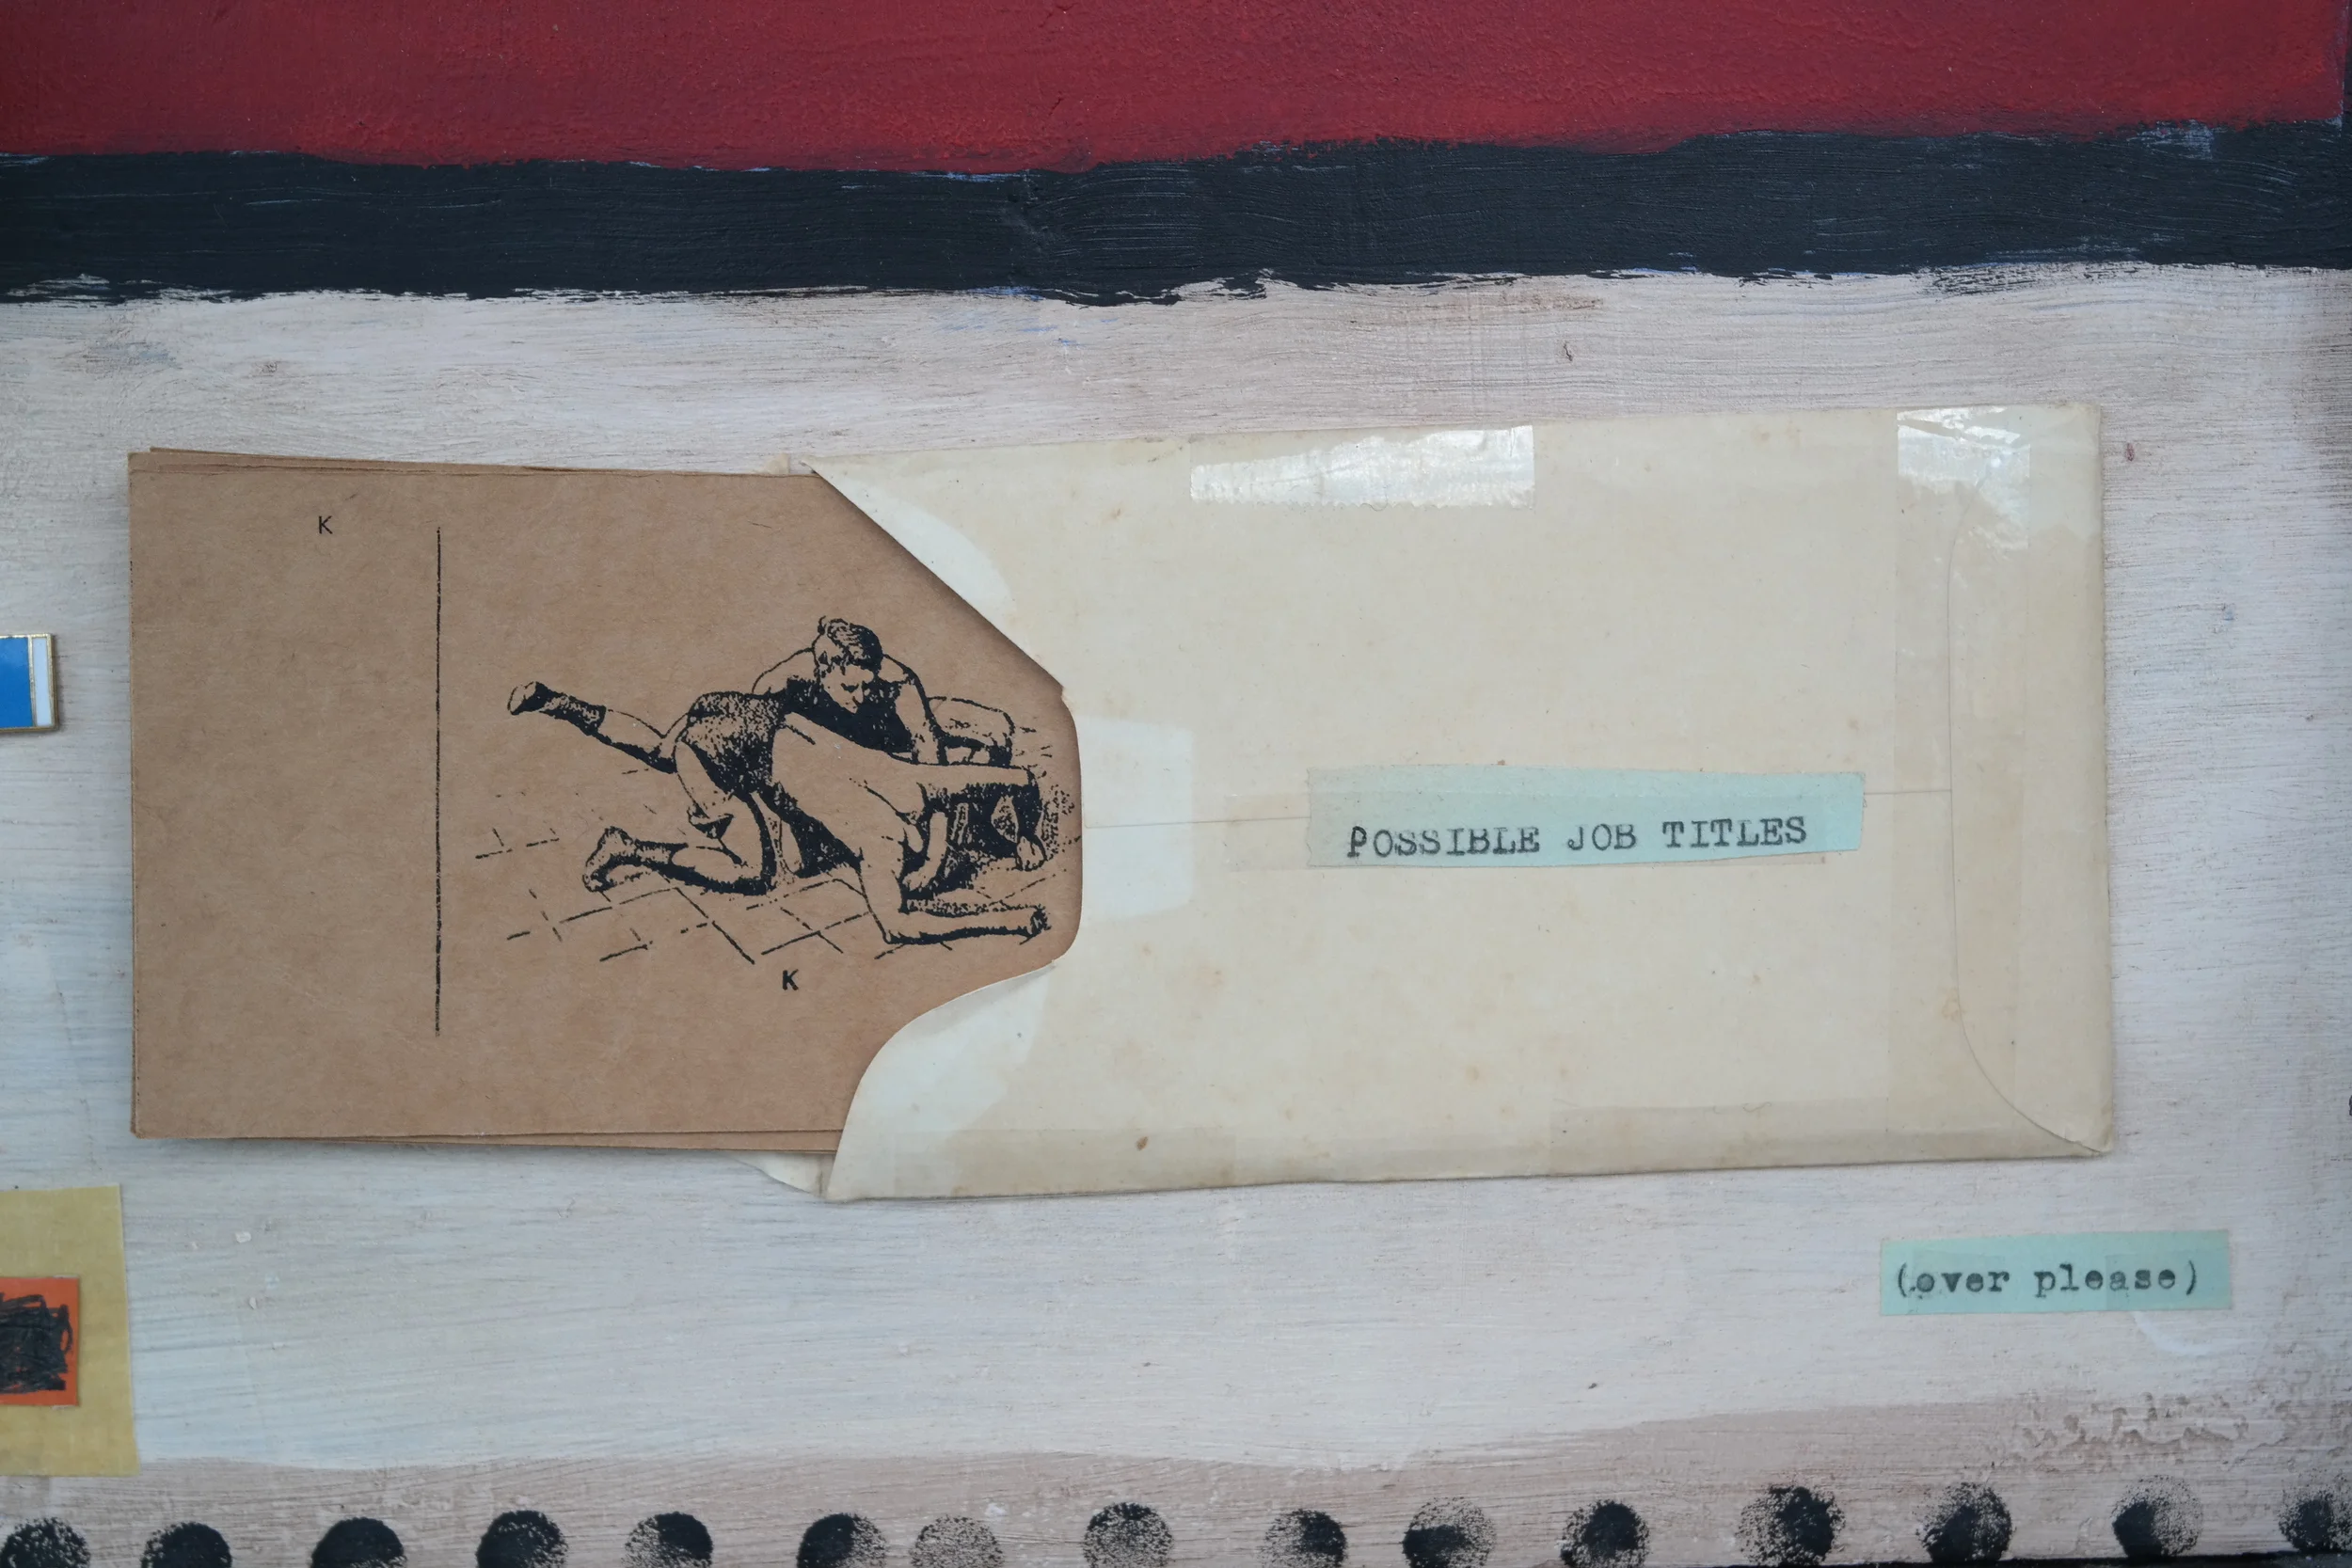 K
K
POSSIBLE JOB TITLES
(over please)